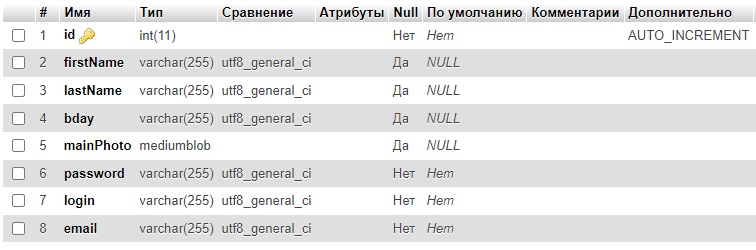 # Имя Тип Сравнение Атрибуты Null По умолчанию Комментарии Дополнительно
1 id int(11) Нет Нет AUTO_INCREMENT
2 firstName varchar(255) utf8_general_ci Да NULL
3 lastName varchar(255) utf8_general_ci Да NULL
4 bday varchar(255) utf8_general_ci Да NULL
5 mainPhoto mediumblob Да NULL
6 password varchar(255) utf8_general_ci Нет Нет
7 login varchar(255) utf8_general_ci Нет Нет
8 email varchar(255) utf8_general_ci Нет Нет